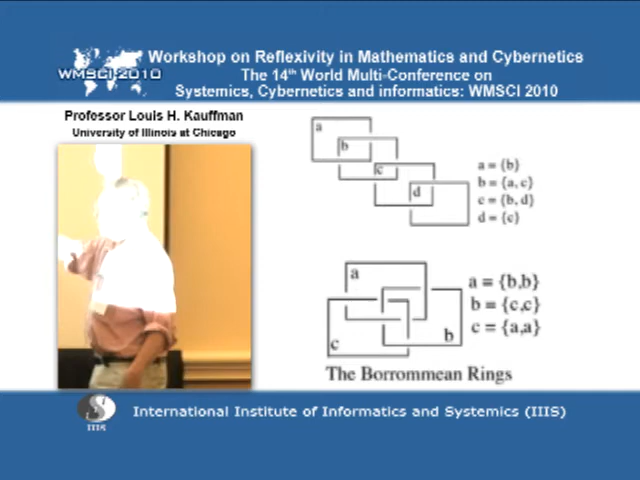 WMSCI 2010
Workshop on Reflexivity in Mathematics and Cybernetics
The 14th World Multi-Conference on
Systemics, Cybernetics and informatics: WMSCI 2010
Professor Louis H. Kauffman
University of Illinois at Chicago
a
b
c
d
a = {b}
b = {a, c}
c = {b, d}
d = {c}
a
b
c
a = {b,b}
b = {c,c}
c = {a,a}
The Borrommean Rings
IIIS
International Institute of Informatics and Systemics (IIIS)